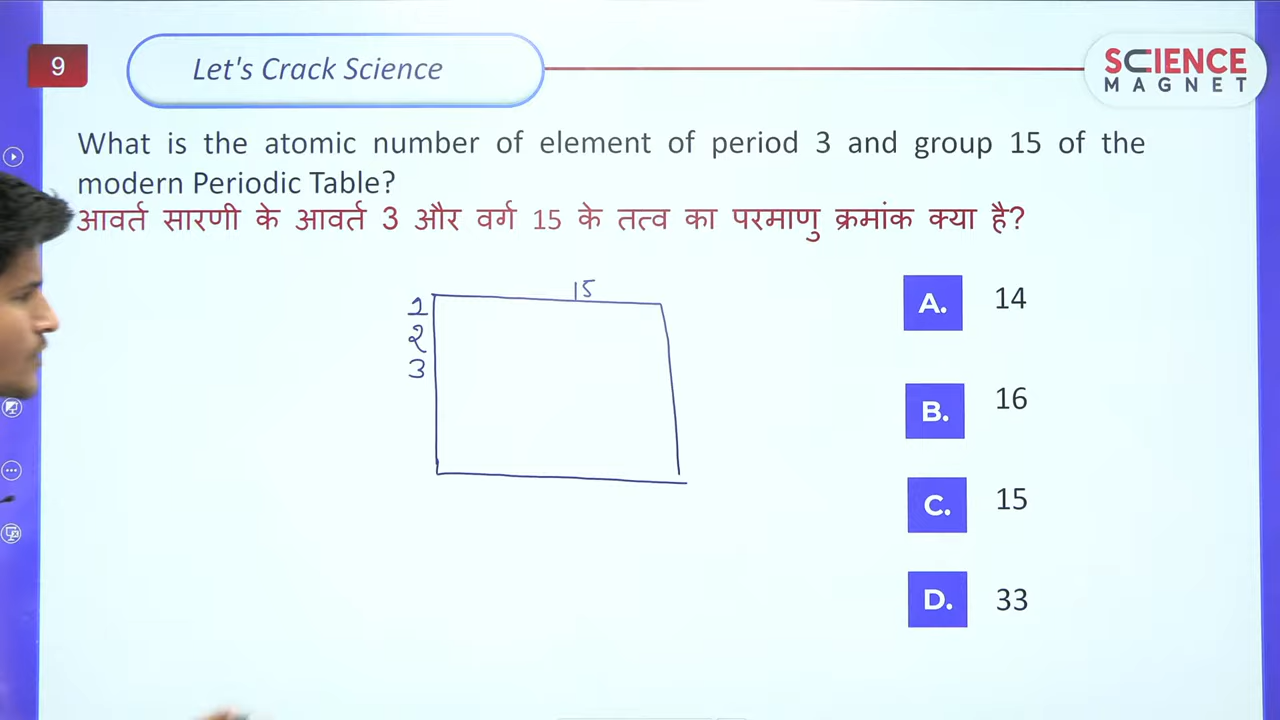 9
Let's Crack Science
SCIENCE
MAGNET
What is the atomic number of element of period 3 and group 15 of the
modern Periodic Table?
आवर्त सारणी के आवर्त 3 और वर्ग 15 के तत्व का परमाणु क्रमांक क्या है?
15
1
2
3
A. 14
B. 16
C. 15
D. 33